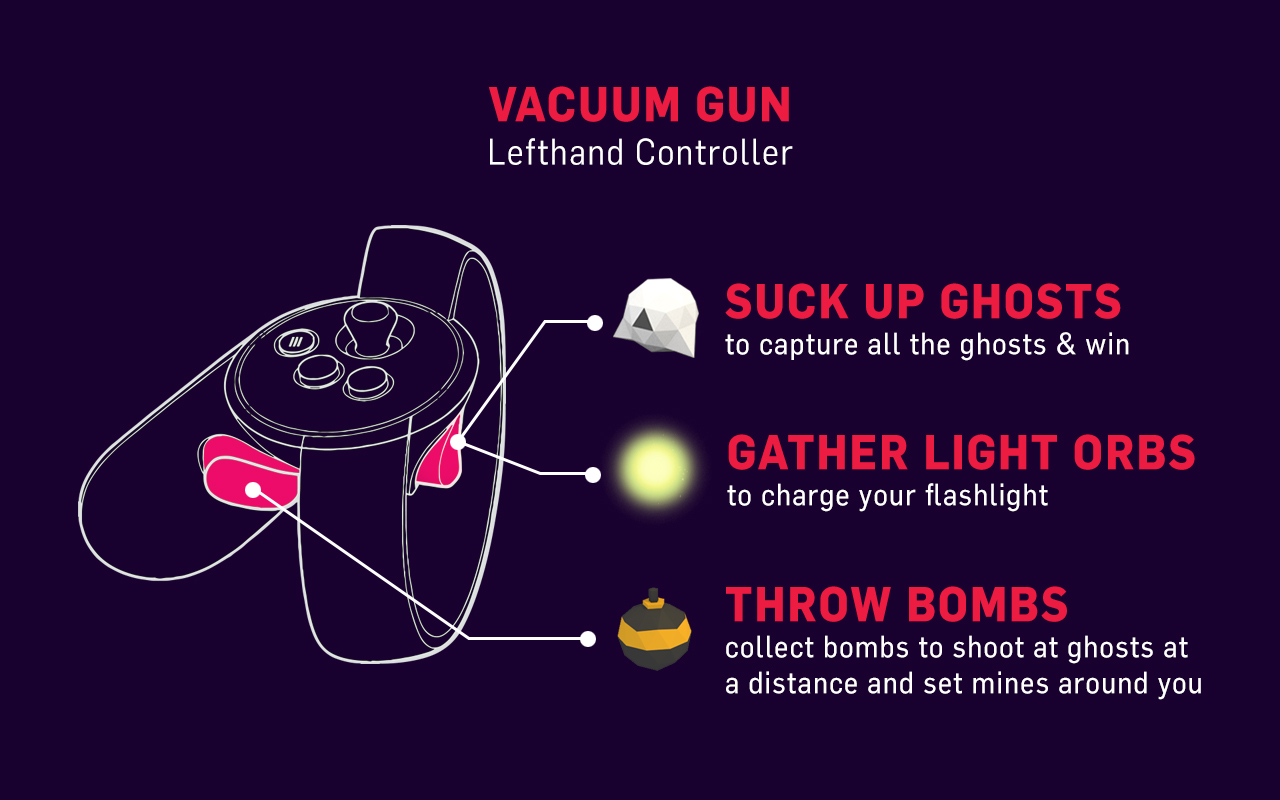 VACUUM GUN
Lefthand Controller
SUCK UP GHOSTS
to capture all the ghosts & win
GATHER LIGHT ORBS
to charge your flashlight
THROW BOMBS
collect bombs to shoot at ghosts at
a distance and set mines around you